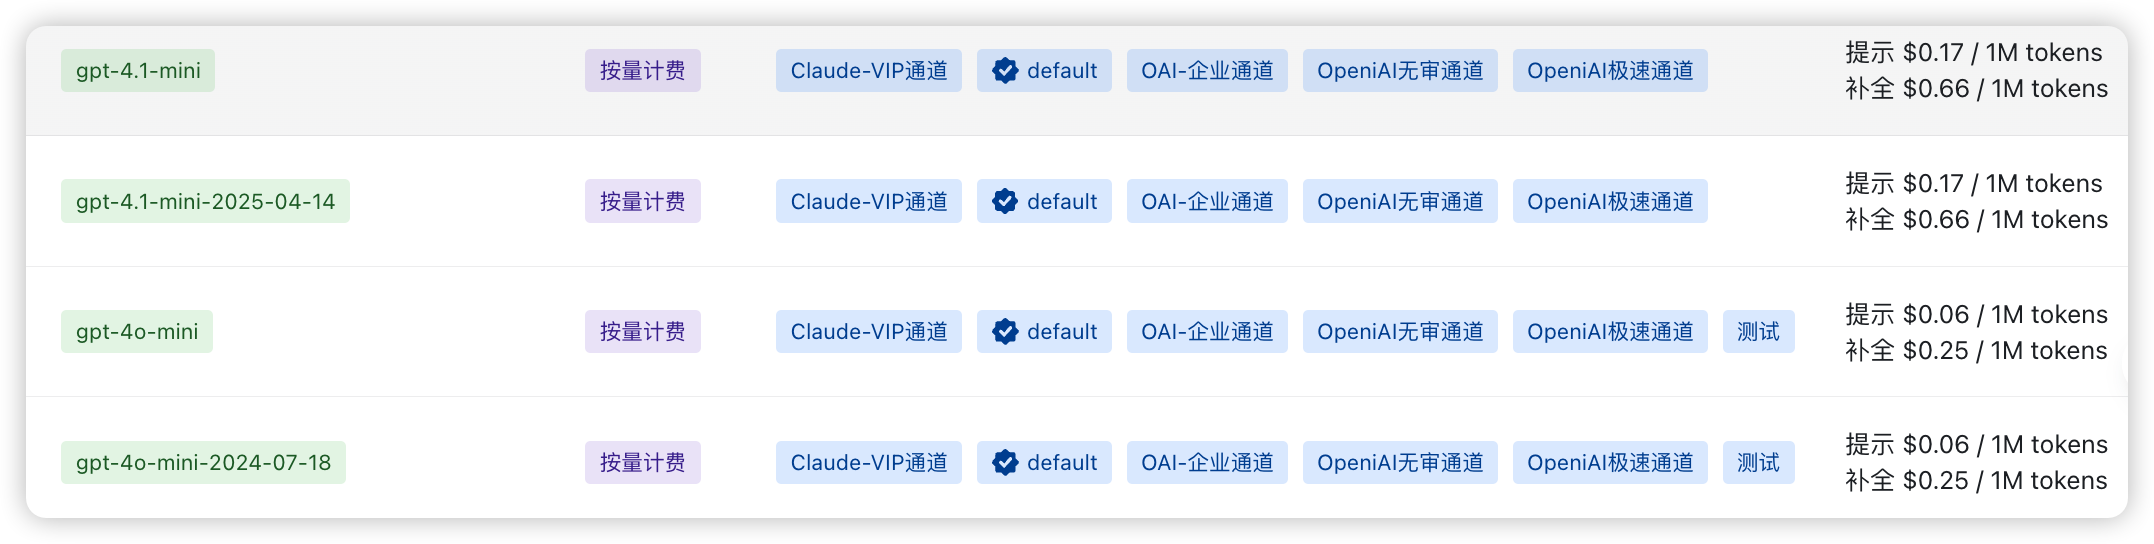 gpt-4.1-mini 按量计费 Claude-VIP通道 default OAI-企业通道 OpeniAI无审通道 OpeniAI极速通道 提示 $0.17 / 1M tokens
补全 $0.66 / 1M tokens
gpt-4.1-mini-2025-04-14 按量计费 Claude-VIP通道 default OAI-企业通道 OpeniAI无审通道 OpeniAI极速通道 提示 $0.17 / 1M tokens
补全 $0.66 / 1M tokens
gpt-4o-mini 按量计费 Claude-VIP通道 default OAI-企业通道 OpeniAI无审通道 OpeniAI极速通道 测试 提示 $0.06 / 1M tokens
补全 $0.25 / 1M tokens
gpt-4o-mini-2024-07-18 按量计费 Claude-VIP通道 default OAI-企业通道 OpeniAI无审通道 OpeniAI极速通道 测试 提示 $0.06 / 1M tokens
补全 $0.25 / 1M tokens